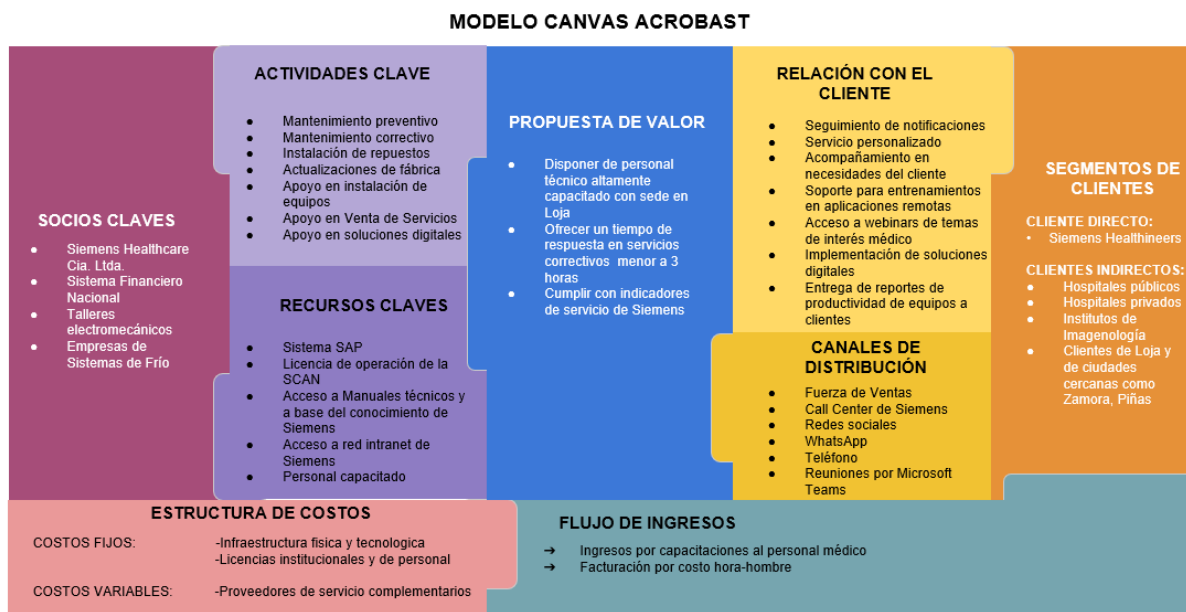 MODELO CANVAS ACROBAST
SOCIOS CLAVES
● Siemens Healthcare
Cia. Ltda.
● Sistema Financiero
Nacional
● Talleres
electromecánicos
● Empresas de
Sistemas de Frío
ACTIVIDADES CLAVE
● Mantenimiento preventivo
● Mantenimiento correctivo
● Instalación de repuestos
● Actualizaciones de fábrica
● Apoyo en instalación de
equipos
● Apoyo en Venta de Servicios
● Apoyo en soluciones digitales
RECURSOS CLAVES
● Sistema SAP
● Licencia de operación de la
SCAN
● Acceso a Manuales técnicos y
a base del conocimiento de
Siemens
● Acceso a red intranet de
Siemens
● Personal capacitado
PROPUESTA DE VALOR
● Disponer de personal
técnico altamente
capacitado con sede en
Loja
● Ofrecer un tiempo de
respuesta en servicios
correctivos menor a 3
horas
● Cumplir con indicadores
de servicio de Siemens
RELACIÓN CON EL
CLIENTE
● Seguimiento de notificaciones
● Servicio personalizado
● Acompañamiento en
necesidades del cliente
● Soporte para entrenamientos
en aplicaciones remotas
● Acceso a webinars de temas
de interés médico
● Implementación de soluciones
digitales
● Entrega de reportes de
productividad de equipos a
clientes
CANALES DE
DISTRIBUCIÓN
● Fuerza de Ventas
● Call Center de Siemens
● Redes sociales
● WhatsApp
● Teléfono
● Reuniones por Microsoft
Teams
SEGMENTOS DE
CLIENTES
CLIENTE DIRECTO:
• Siemens Healthineers
CLIENTES INDIRECTOS:
● Hospitales públicos
● Hospitales privados
● Institutos de
Imagenología
● Clientes de Loja y
de ciudades
cercanas como
Zamora, Piñas
ESTRUCTURA DE COSTOS
COSTOS FIJOS: -Infraestructura fisica y tecnologica
-Licencias institucionales y de personal
COSTOS VARIABLES: -Proveedores de servicio complementarios
FLUJO DE INGRESOS
➔ Ingresos por capacitaciones al personal médico
➔ Facturación por costo hora-hombre